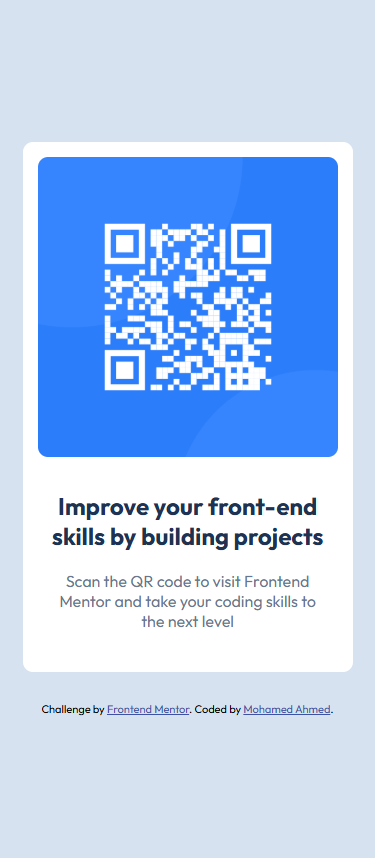 Improve your front-end
skills by building projects
Scan the QR code to visit Frontend
Mentor and take your coding skills to
the next level
Challenge by Frontend Mentor. Coded by Mohamed Ahmed.